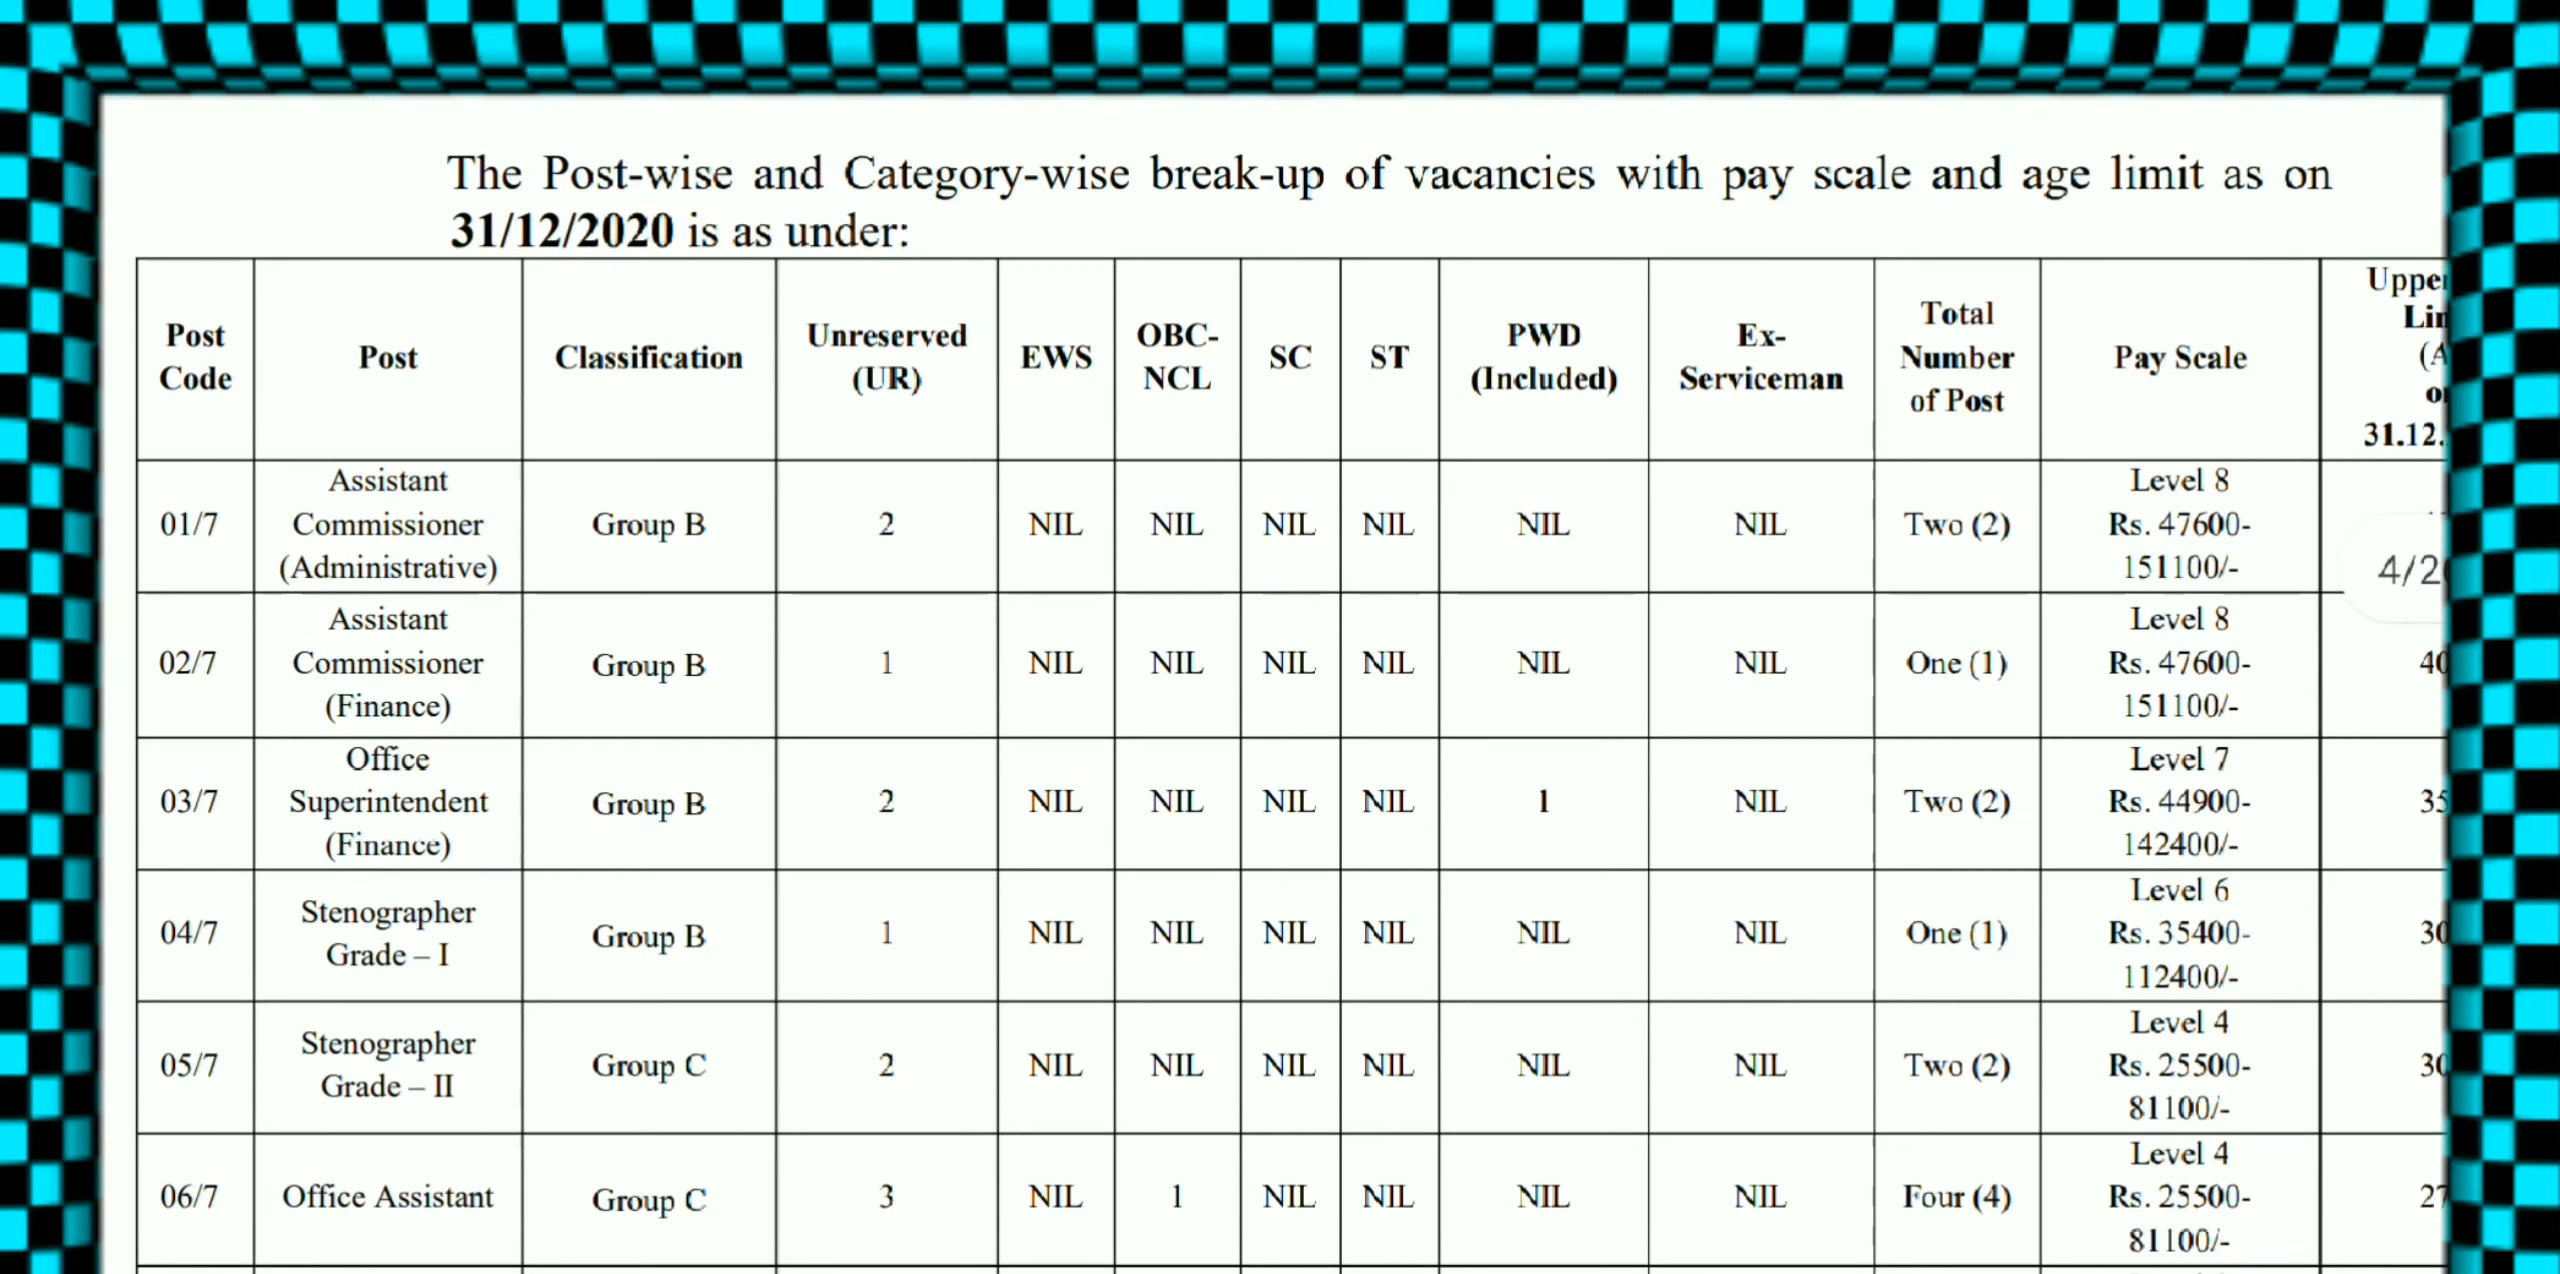 The Post-wise and Category-wise break-up of vacancies with pay scale and age limit as on
31/12/2020 is as under:
Post Code Post Classification Unreserved (UR) EWS OBC-NCL SC ST PWD (Included) Ex-Serviceman Total Number of Post Pay Scale 31.12.
01/7 Assistant Commissioner (Administrative) Group B 2 NIL NIL NIL NIL NIL NIL Two (2) Level 8 Rs. 47600-151100/-
02/7 Assistant Commissioner (Finance) Group B 1 NIL NIL NIL NIL NIL NIL One (1) Level 8 Rs. 47600-151100/- 40
03/7 Office Superintendent (Finance) Group B 2 NIL NIL NIL NIL 1 NIL Two (2) Level 7 Rs. 44900-142400/- 35
04/7 Stenographer Grade – I Group B 1 NIL NIL NIL NIL NIL NIL One (1) Level 6 Rs. 35400-112400/- 30
05/7 Stenographer Grade – II Group C 2 NIL NIL NIL NIL NIL NIL Two (2) Level 4 Rs. 25500-81100/- 30
06/7 Office Assistant Group C 3 NIL 1 NIL NIL NIL NIL Four (4) Level 4 Rs. 25500-81100/- 27